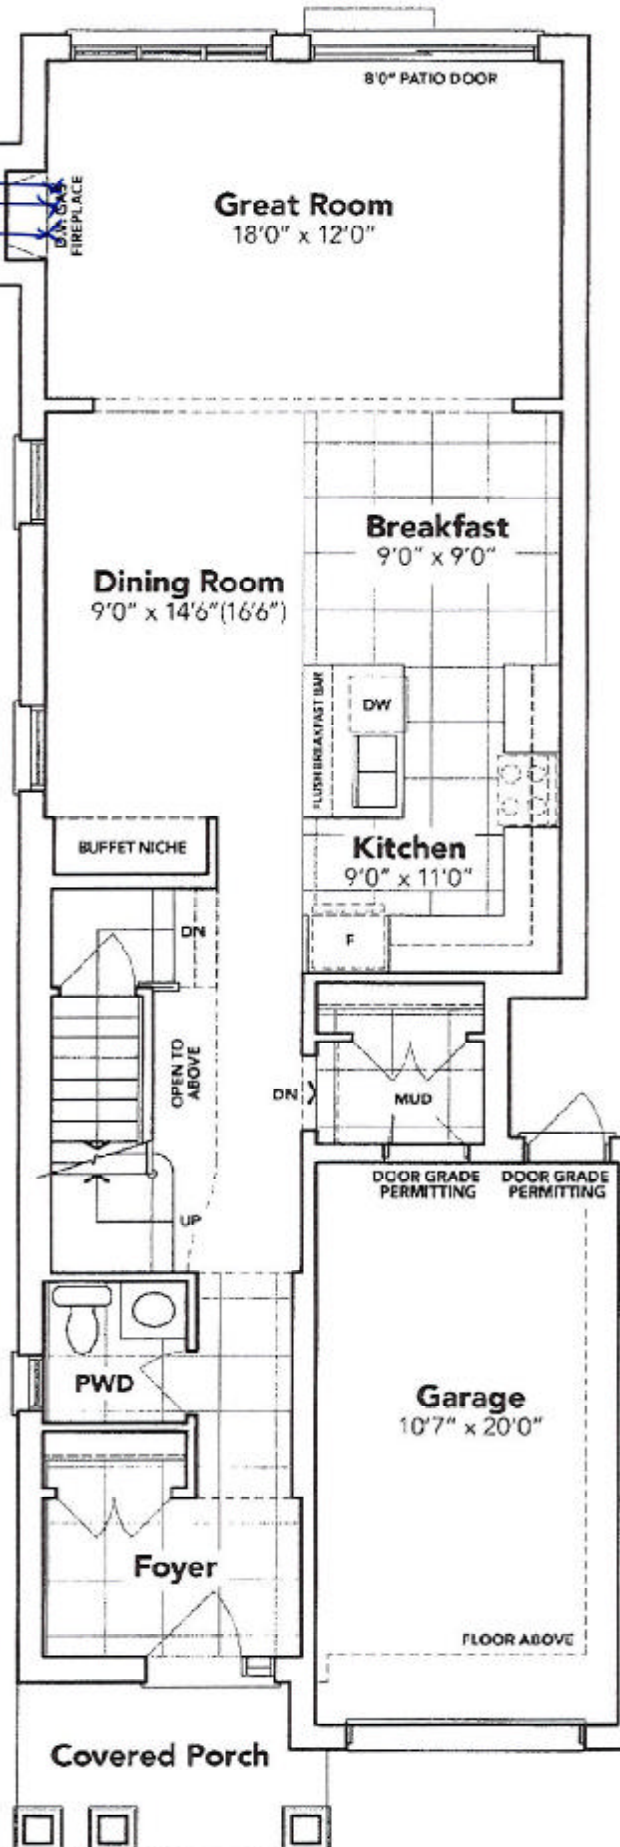 8'0" PATIO DOOR
D.V. GAS
FIREPLACE
Great Room
18'0" x 12'0"
Breakfast
9'0" x 9'0"
Dining Room
9'0" x 14'6"(16'6")
FLUSH BREAKFAST BAR
DW
BUFFET NICHE
Kitchen
9'0" x 11'0"
F
DN
OPEN TO
ABOVE
DN
MUD
DOOR GRADE
PERMITTING
DOOR GRADE
PERMITTING
UP
PWD
Garage
10'7" x 20'0"
Foyer
FLOOR ABOVE
Covered Porch